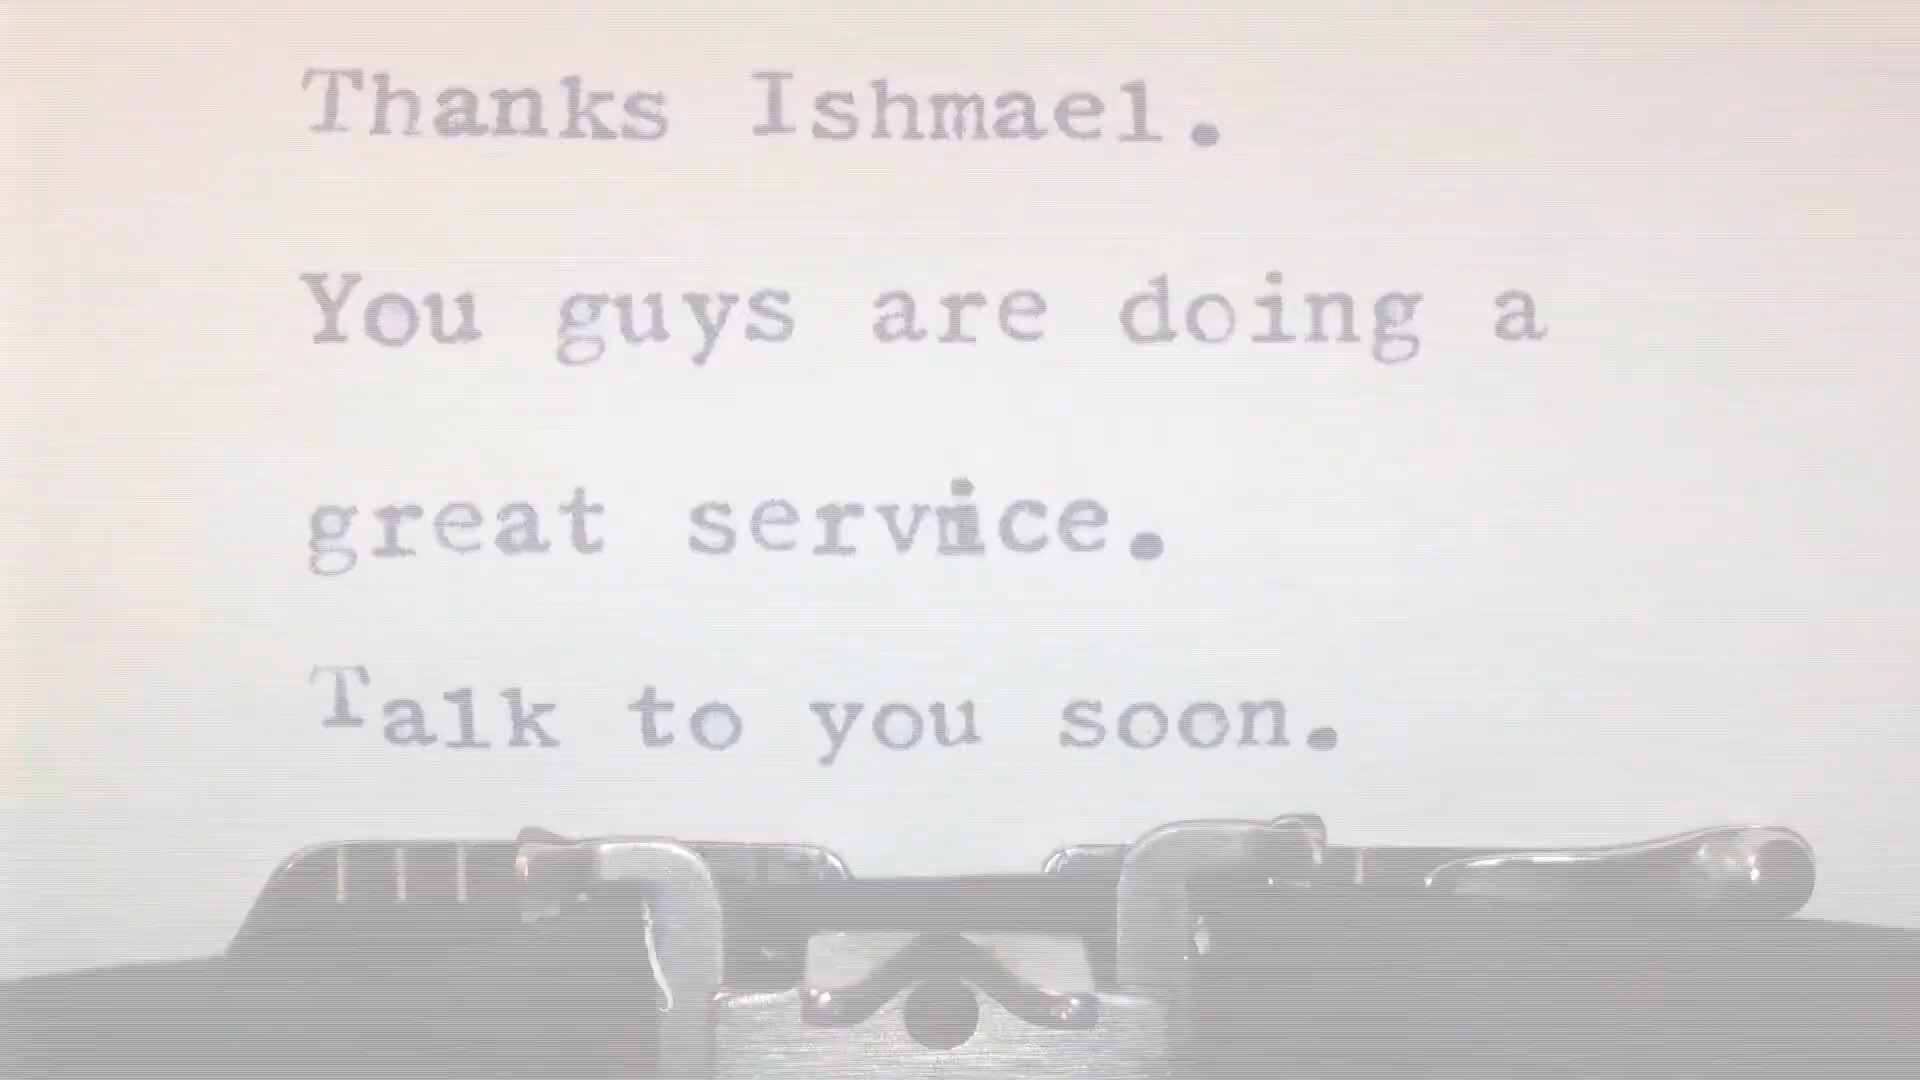 Thanks Ishmael.
You guys are doing a
great service.
Talk to you soon.